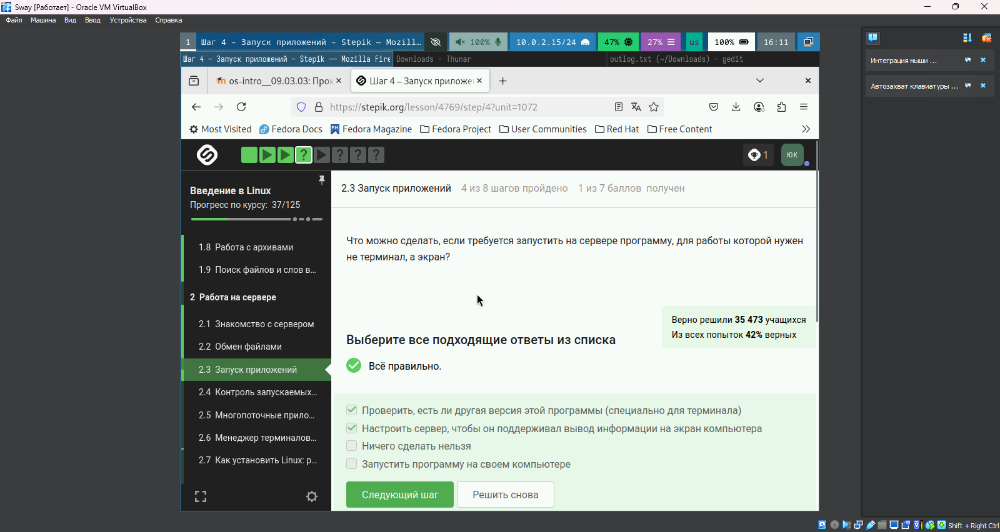 Sway [Работает] - Oracle VM VirtualBox
Файл Машина Вид Ввод Устройства Справка
1 Шаг 4 – Запуск приложений – Stepik — Mozill… 100% 10.0.2.15/24 47% 27% us 100% 16:11
Шаг 4 – Запуск приложений – Stepik — Mozilla Fire Downloads – Thunar outlog.txt (~/Downloads) – gedit
os-intro__09.03.03: Прох Шаг 4 – Запуск приложе
https://stepik.org/lesson/4769/step/4?unit=1072
Most Visited Fedora Docs Fedora Magazine Fedora Project User Communities Red Hat Free Content
1 ЮК
Введение в Linux
Прогресс по курсу: 37/125
1.8 Работа с архивами
1.9 Поиск файлов и слов в...
2 Работа на сервере
2.1 Знакомство с сервером
2.2 Обмен файлами
2.3 Запуск приложений
2.4 Контроль запускаемых...
2.5 Многопоточные прило...
2.6 Менеджер терминалов...
2.7 Как установить Linux: р...
2.3 Запуск приложений 4 из 8 шагов пройдено 1 из 7 баллов получен
Что можно сделать, если требуется запустить на сервере программу, для работы которой нужен
не терминал, а экран?
Верно решили 35 473 учащихся
Из всех попыток 42% верных
Выберите все подходящие ответы из списка
Всё правильно.
Проверить, есть ли другая версия этой программы (специально для терминала)
Настроить сервер, чтобы он поддерживал вывод информации на экран компьютера
Ничего сделать нельзя
Запустить программу на своем компьютере
Следующий шаг Решить снова
Интеграция мыши ...
Автозахват клавиатуры ...
Shift + Right Ctrl